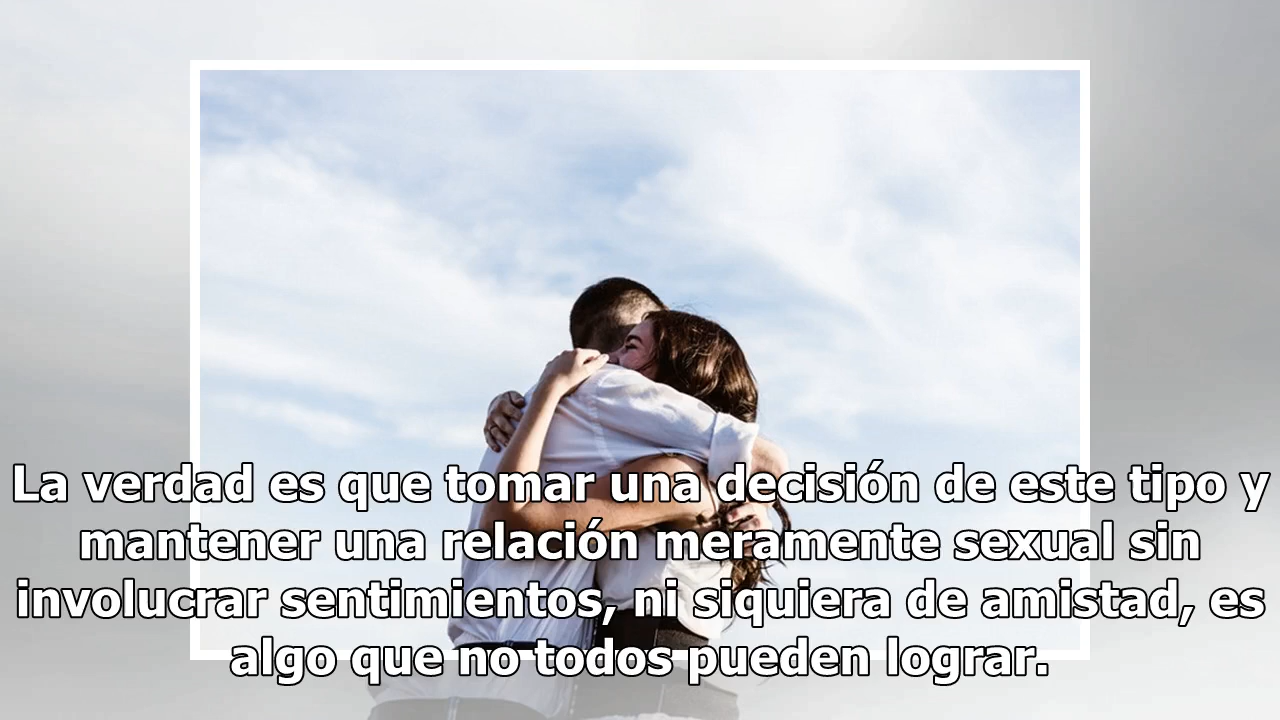 La verdad es que tomar una decisión de este tipo y
mantener una relación meramente sexual sin
involucrar sentimientos, ni siquiera de amistad, es
algo que no todos pueden lograr.